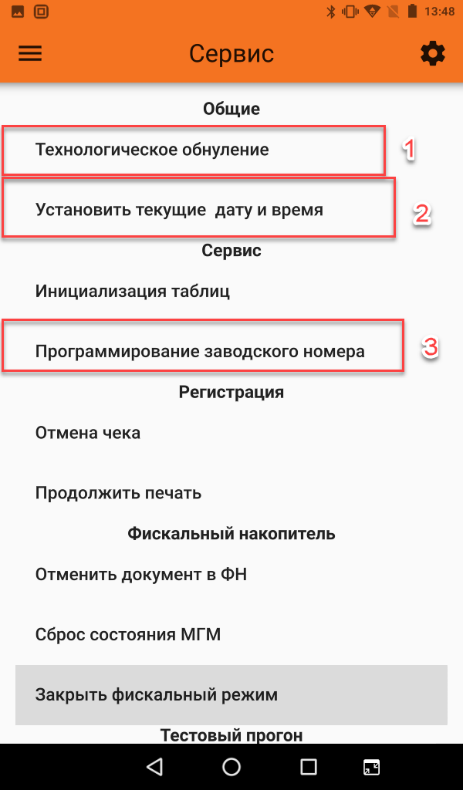 13:48
Сервис
Общие
Технологическое обнуление
1
Установить текущие дату и время
2
Сервис
Инициализация таблиц
Программирование заводского номера
3
Регистрация
Отмена чека
Продолжить печать
Фискальный накопитель
Отменить документ в ФН
Сброс состояния МГМ
Закрыть фискальный режим
Тестовый прогон